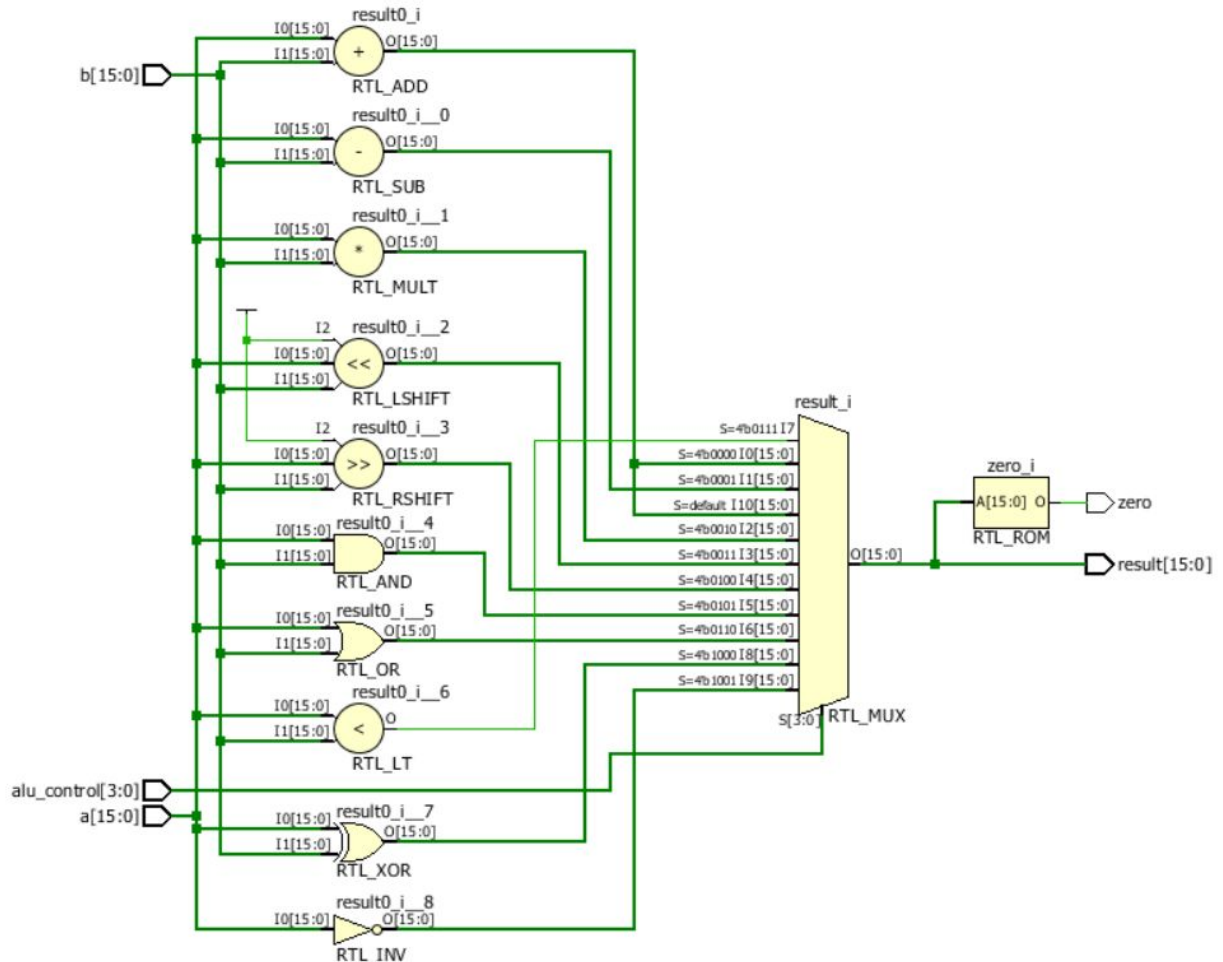 result0_i
I0[15:0]
O[15:0]
I1[15:0]
+
b[15:0]
RTL_ADD
result0_i__0
I0[15:0]
O[15:0]
I1[15:0]
-
RTL_SUB
result0_i__1
I0[15:0]
O[15:0]
I1[15:0]
*
RTL_MULT
I2
result0_i__2
I0[15:0]
O[15:0]
<<
I1[15:0]
RTL_LSHIFT
I2
result0_i__3
I0[15:0]
O[15:0]
>>
I1[15:0]
RTL_RSHIFT
result0_i__4
I0[15:0]
O[15:0]
I1[15:0]
RTL_AND
result0_i__5
I0[15:0]
O[15:0]
I1[15:0]
RTL_OR
result0_i__6
I0[15:0]
O
I1[15:0]
<
RTL_LT
alu_control[3:0]
a[15:0]
result0_i__7
I0[15:0]
O[15:0]
I1[15:0]
RTL_XOR
result0_i__8
I0[15:0]
O[15:0]
RTL_INV
result_i
S=4'b0111 I7
S=4'b0000 I0[15:0]
S=4'b0001 I1[15:0]
S=default I10[15:0]
S=4'b0010 I2[15:0]
S=4'b0011 I3[15:0]
S=4'b0100 I4[15:0]
S=4'b0101 I5[15:0]
S=4'b0110 I6[15:0]
S=4'b1000 I8[15:0]
S=4'b1001 I9[15:0]
O[15:0]
S[3:0]
RTL_MUX
zero_i
A[15:0] O
zero
RTL_ROM
result[15:0]